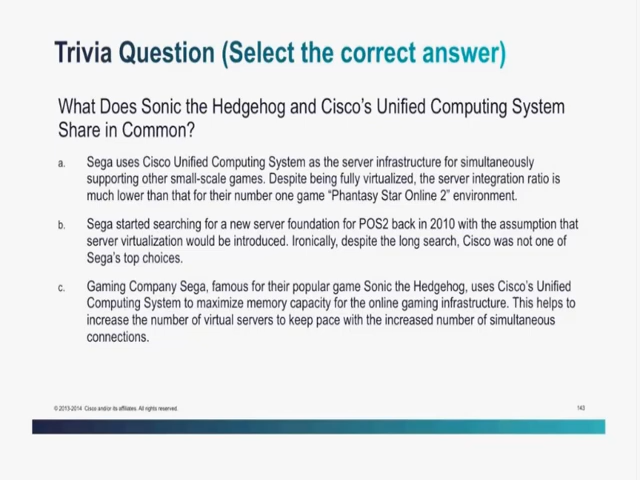 Trivia Question (Select the correct answer)
What Does Sonic the Hedgehog and Cisco's Unified Computing System
Share in Common?
a. Sega uses Cisco Unified Computing System as the server infrastructure for simultaneously
supporting other small-scale games. Despite being fully virtualized, the server integration ratio is
much lower than that for their number one game “Phantasy Star Online 2” environment.
b. Sega started searching for a new server foundation for POS2 back in 2010 with the assumption that
server virtualization would be introduced. Ironically, despite the long search, Cisco was not one of
Sega's top choices.
c. Gaming Company Sega, famous for their popular game Sonic the Hedgehog, uses Cisco's Unified
Computing System to maximize memory capacity for the online gaming infrastructure. This helps to
increase the number of virtual servers to keep pace with the increased number of simultaneous
connections.
© 2013-2014 Cisco and/or its affiliates. All rights reserved. 143